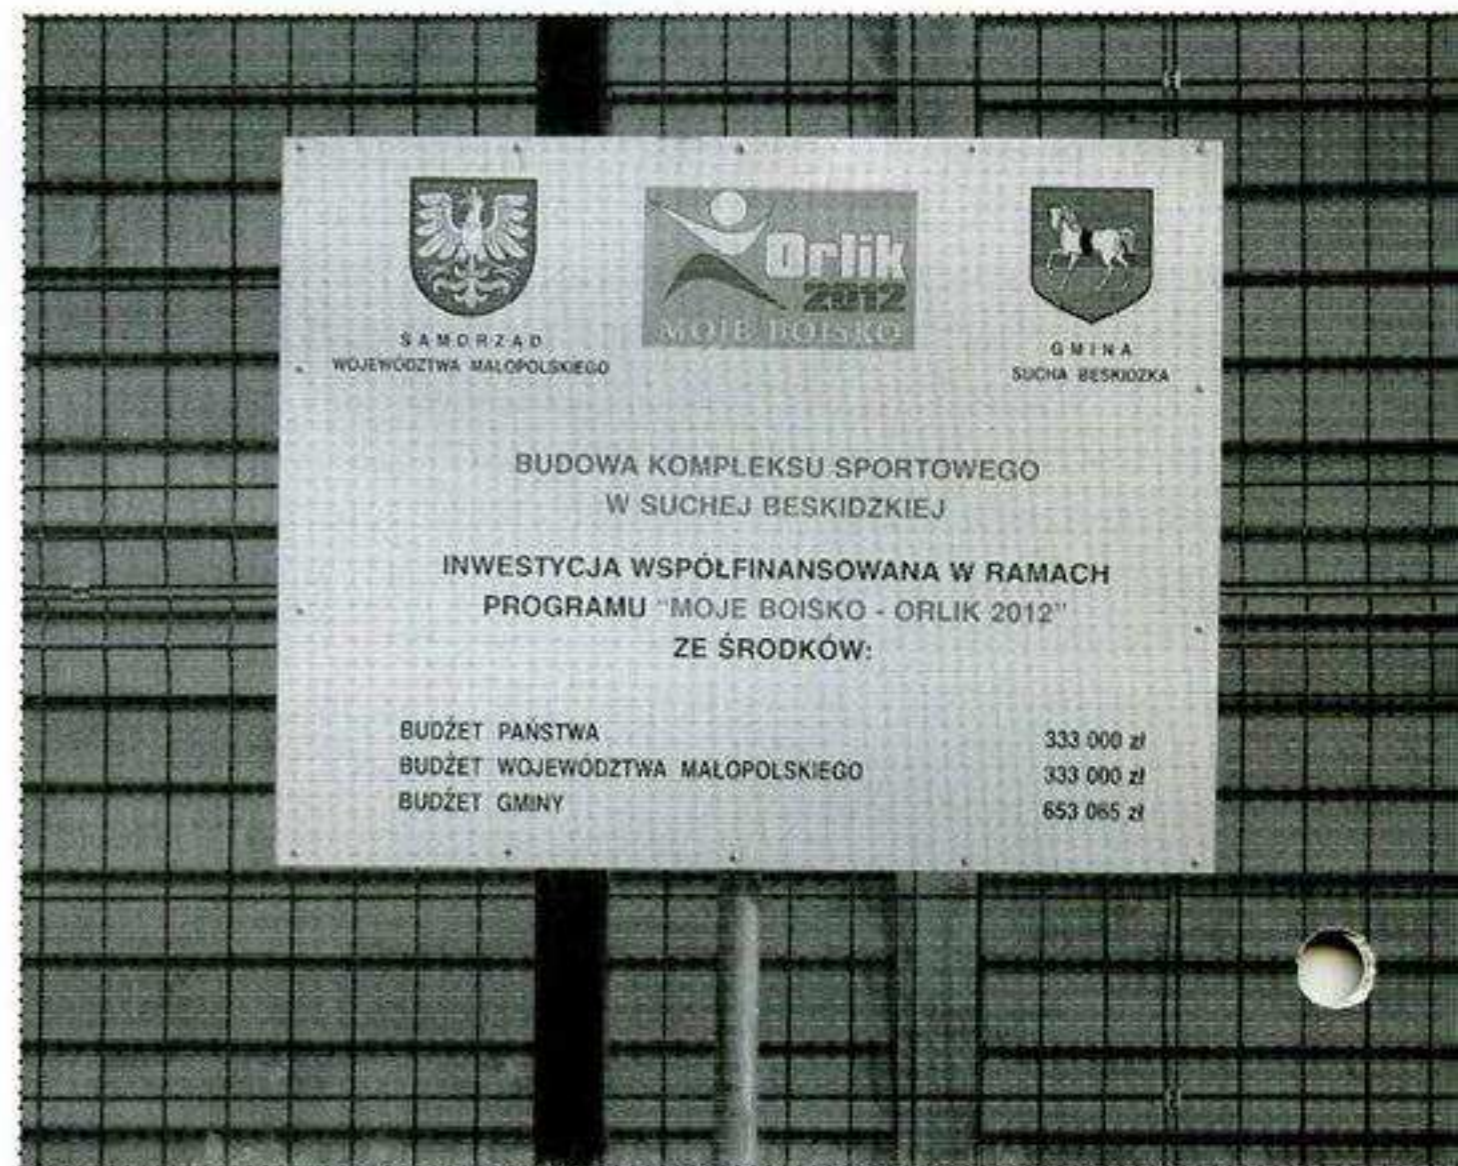 SAMORZĄD
WOJEWÓDZTWA MAŁOPOLSKIEGO
Orlik
2012
MOJE BOISKO
GMINA
SUCHA BESKIDZKA
BUDOWA KOMPLEKSU SPORTOWEGO
W SUCHEJ BESKIDZKIEJ
INWESTYCJA WSPÓŁFINANSOWANA W RAMACH
PROGRAMU "MOJE BOISKO - ORLIK 2012"
ZE ŚRODKÓW:
BUDŻET PAŃSTWA 333 000 zł
BUDŻET WOJEWÓDZTWA MAŁOPOLSKIEGO 333 000 zł
BUDŻET GMINY 653 065 zł